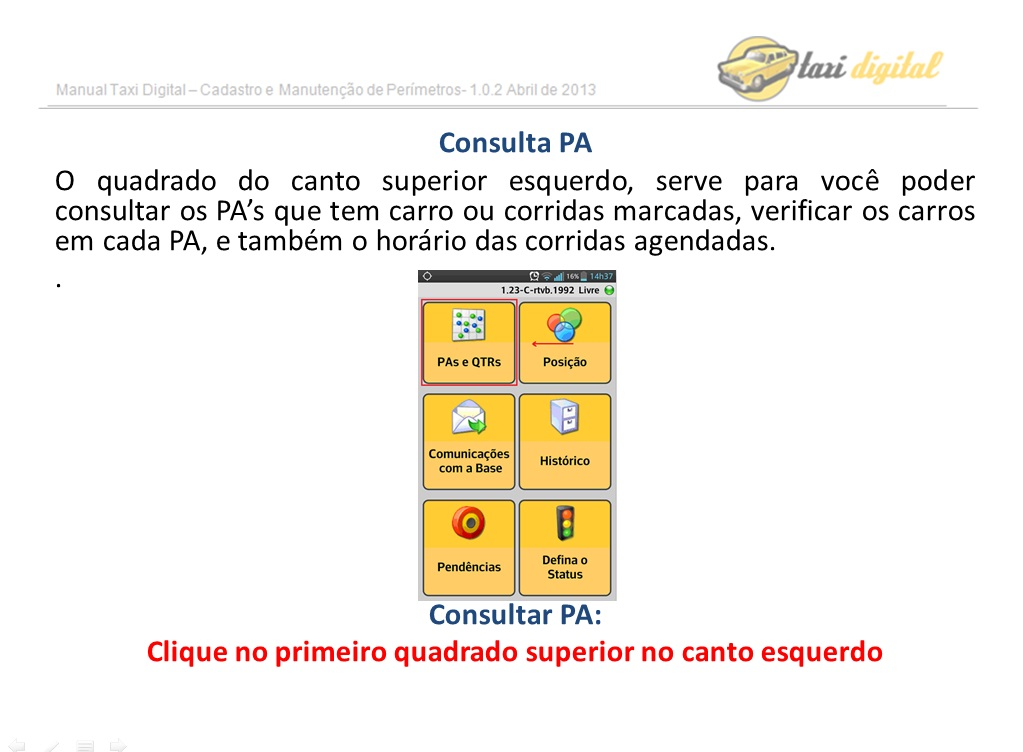 taxi digital
Manual Taxi Digital – Cadastro e Manutenção de Perímetros- 1.0.2 Abril de 2013
Consulta PA
O quadrado do canto superior esquerdo, serve para você poder
consultar os PA’s que tem carro ou corridas marcadas, verificar os carros
em cada PA, e também o horário das corridas agendadas.
.
16% 14h37
1.23-C-rtvb.1992 Livre
PAs e QTRs
Posição
Comunicações
com a Base
Histórico
Pendências
Defina o
Status
Consultar PA:
Clique no primeiro quadrado superior no canto esquerdo